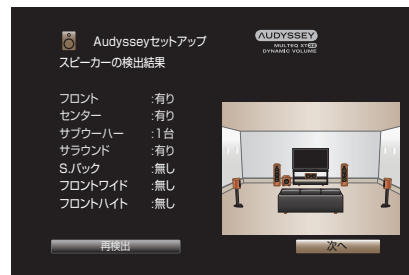 Audysseyセットアップ
AUDYSSEY
MULTEQ XT32
DYNAMIC VOLUME
スピーカーの検出結果
フロント :有り
センター :有り
サブウーハー :1台
サラウンド :有り
S.バック :無し
フロントワイド :無し
フロントハイト :無し
再検出
次へ